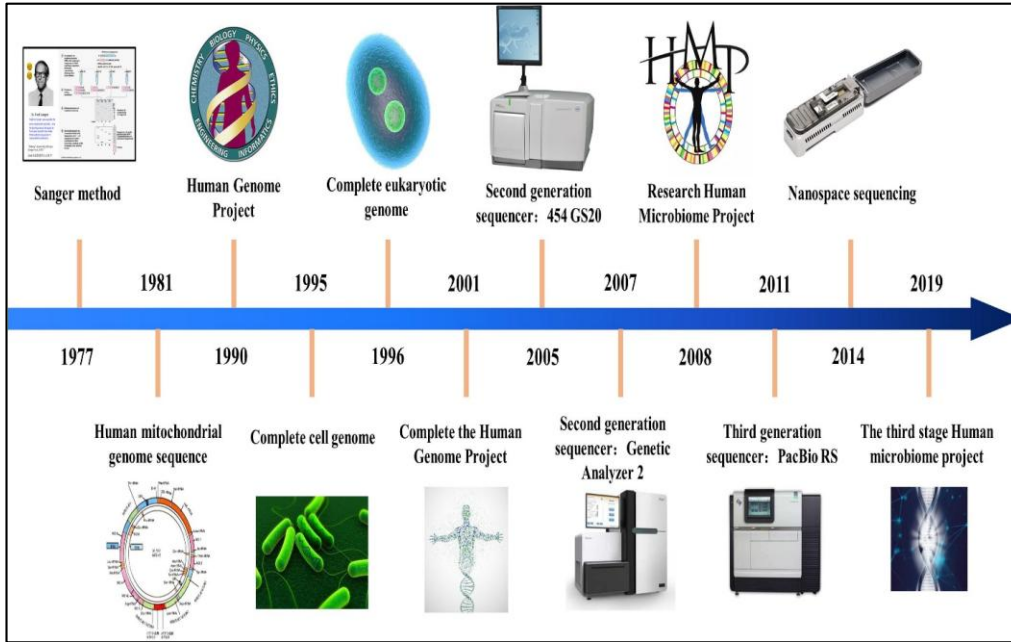 CHEMISTRY BIOLOGY PHYSICS ETHICS INFORMATICS ENGINEERING
HMP
Sanger method
Human Genome
Project
Complete eukaryotic
genome
Second generation
sequencer: 454 GS20
Research Human
Microbiome Project
Nanospace sequencing
1981
1995
2001
2007
2011
2019
1977
1990
1996
2005
2008
2014
Human mitochondrial
genome sequence
Complete cell genome
Complete the Human
Genome Project
Second generation
sequencer: Genetic
Analyzer 2
Third generation
sequencer: PacBio RS
The third stage Human
microbiome project